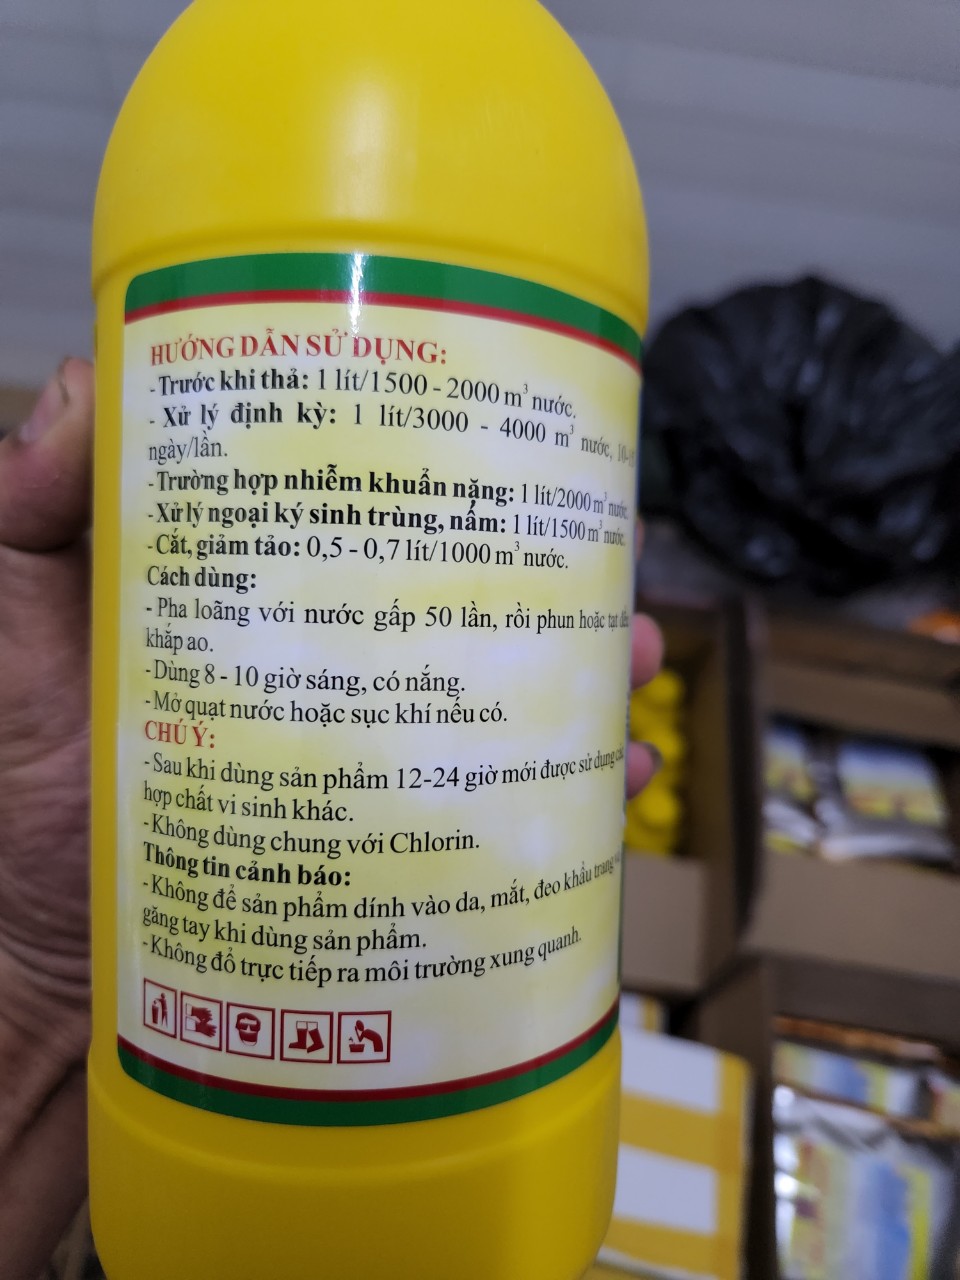 HƯỚNG DẪN SỬ DỤNG:
- Trước khi thả: 1 lít/1500 - 2000 m³ nước.
- Xử lý định kỳ: 1 lít/3000 - 4000 m³ nước,
ngày/lần.
- Trường hợp nhiễm khuẩn nặng: 1 lít/2000 m³ nước.
- Xử lý ngoại ký sinh trùng, nấm: 1 lít/1500 m³ nước.
- Cắt, giảm tảo: 0,5 - 0,7 lít/1000 m³ nước.
Cách dùng:
- Pha loãng với nước gấp 50 lần, rồi phun hoặc tạt đều
khắp ao.
- Dùng 8 - 10 giờ sáng, có nắng.
- Mở quạt nước hoặc sục khí nếu có.
CHÚ Ý:
- Sau khi dùng sản phẩm 12-24 giờ mới được sử dụng các
hợp chất vi sinh khác.
- Không dùng chung với Chlorin.
Thông tin cảnh báo:
- Không để sản phẩm dính vào da, mắt, đeo khẩu trang
găng tay khi dùng sản phẩm.
- Không đổ trực tiếp ra môi trường xung quanh.